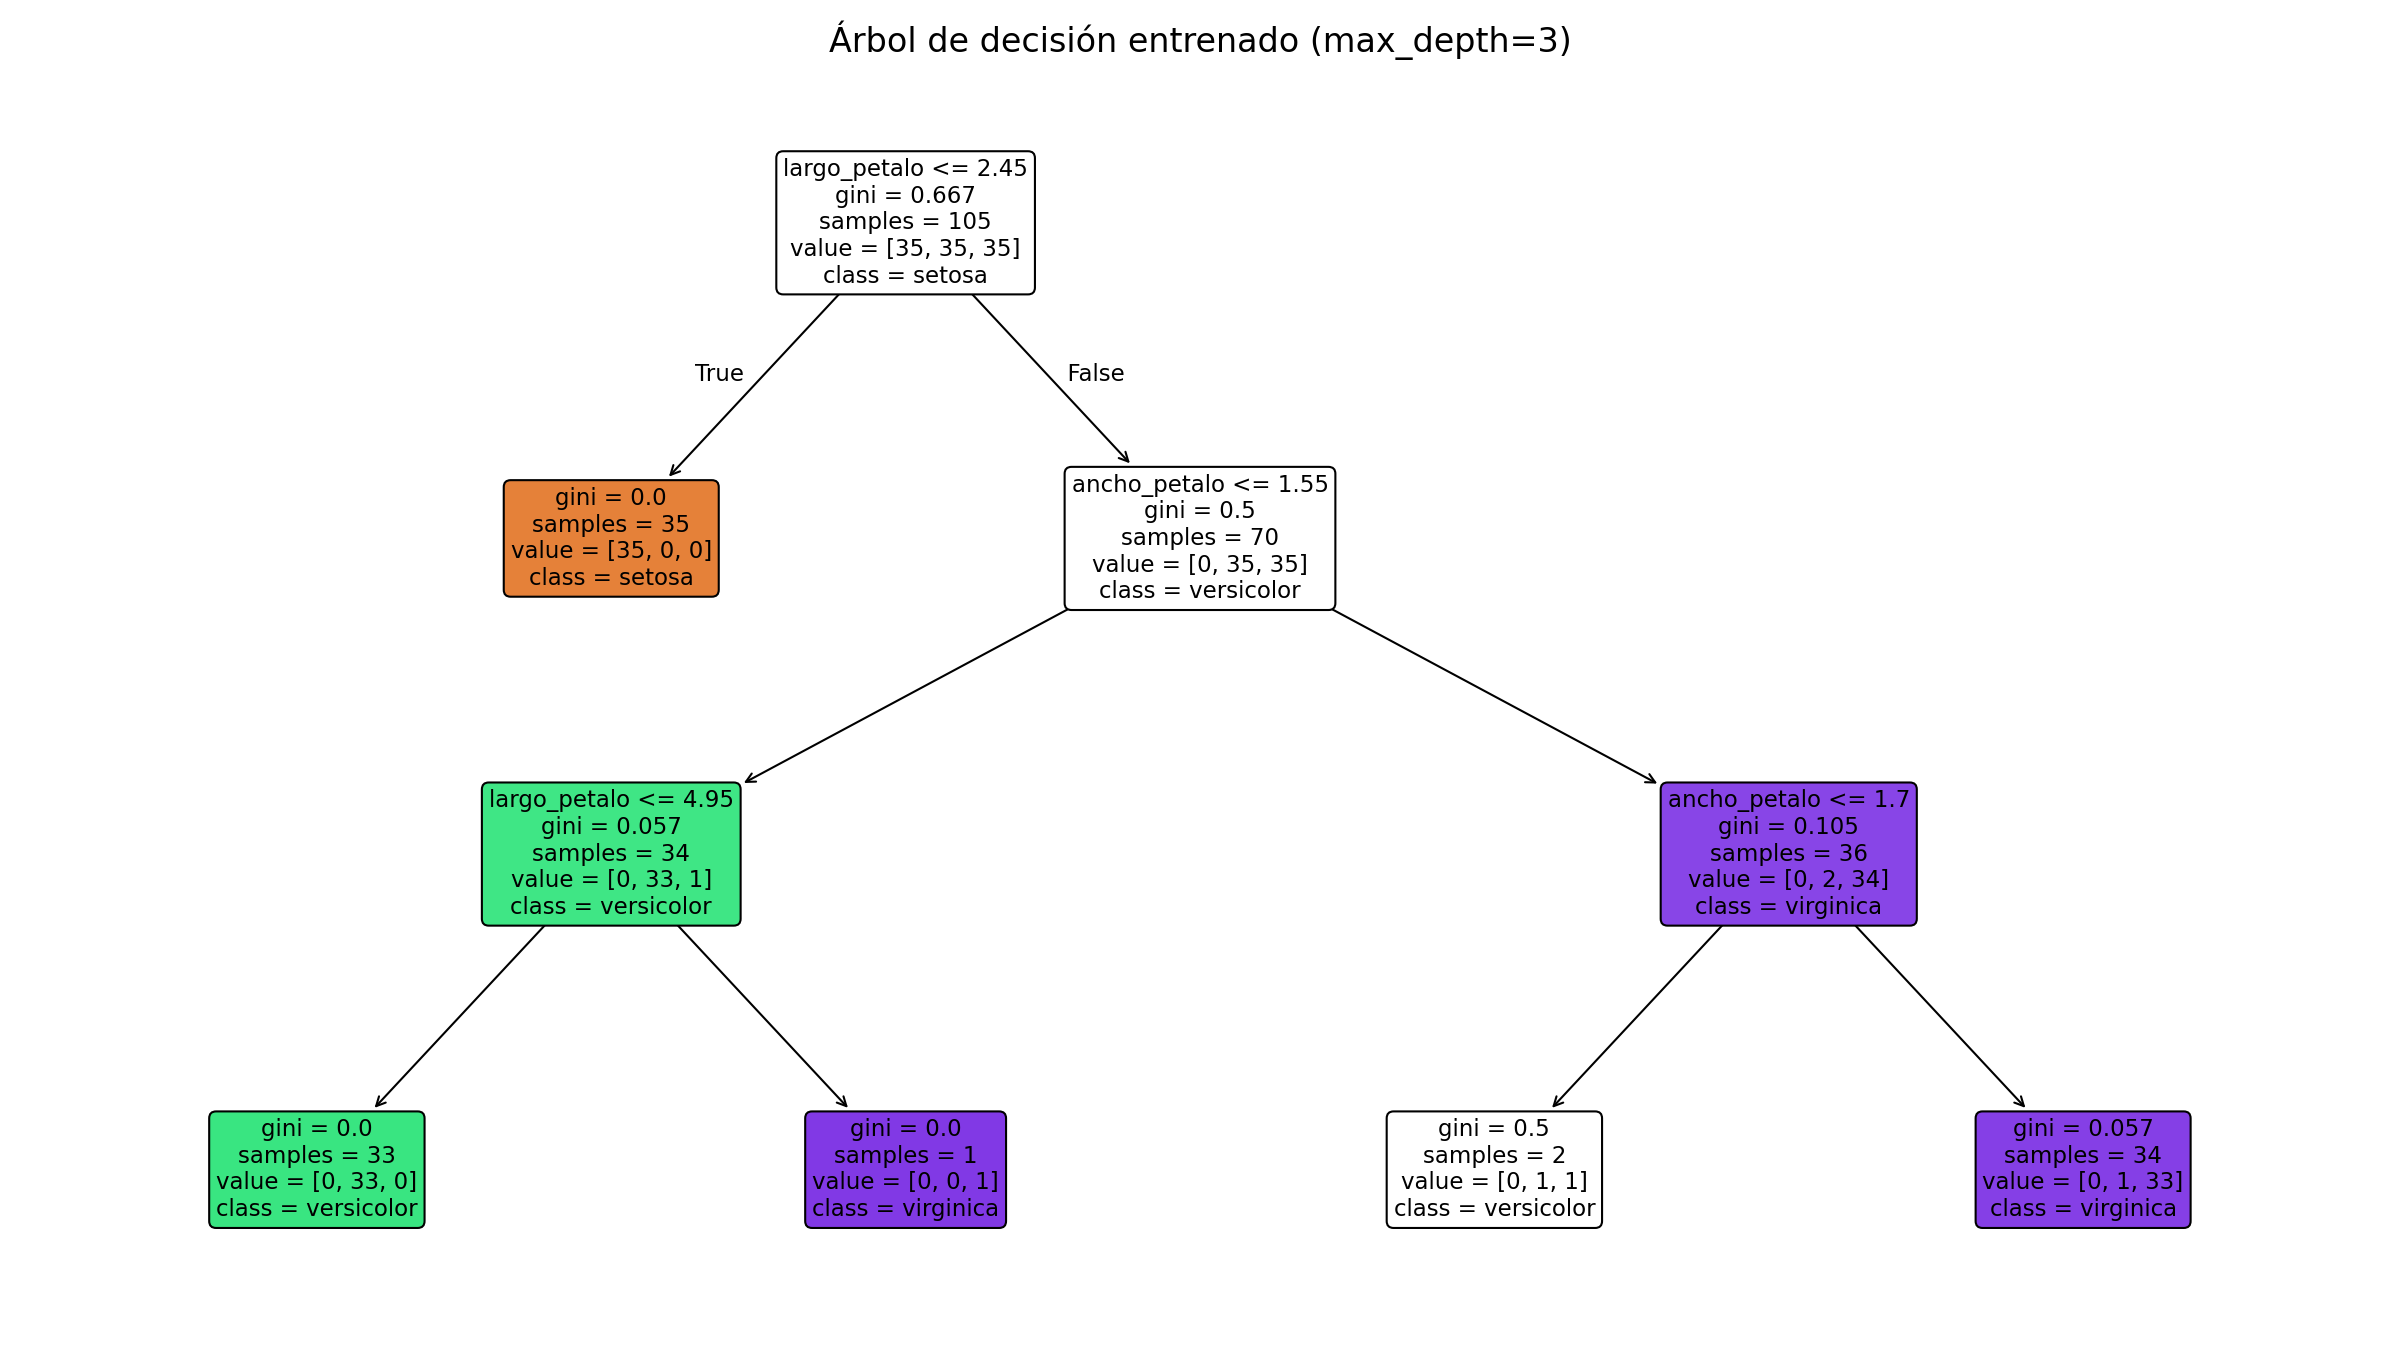 Árbol de decisión entrenado (max_depth=3)
largo_petalo <= 2.45
gini = 0.667
samples = 105
value = [35, 35, 35]
class = setosa
True
False
gini = 0.0
samples = 35
value = [35, 0, 0]
class = setosa
ancho_petalo <= 1.55
gini = 0.5
samples = 70
value = [0, 35, 35]
class = versicolor
largo_petalo <= 4.95
gini = 0.057
samples = 34
value = [0, 33, 1]
class = versicolor
ancho_petalo <= 1.7
gini = 0.105
samples = 36
value = [0, 2, 34]
class = virginica
gini = 0.0
samples = 33
value = [0, 33, 0]
class = versicolor
gini = 0.0
samples = 1
value = [0, 0, 1]
class = virginica
gini = 0.5
samples = 2
value = [0, 1, 1]
class = versicolor
gini = 0.057
samples = 34
value = [0, 1, 33]
class = virginica